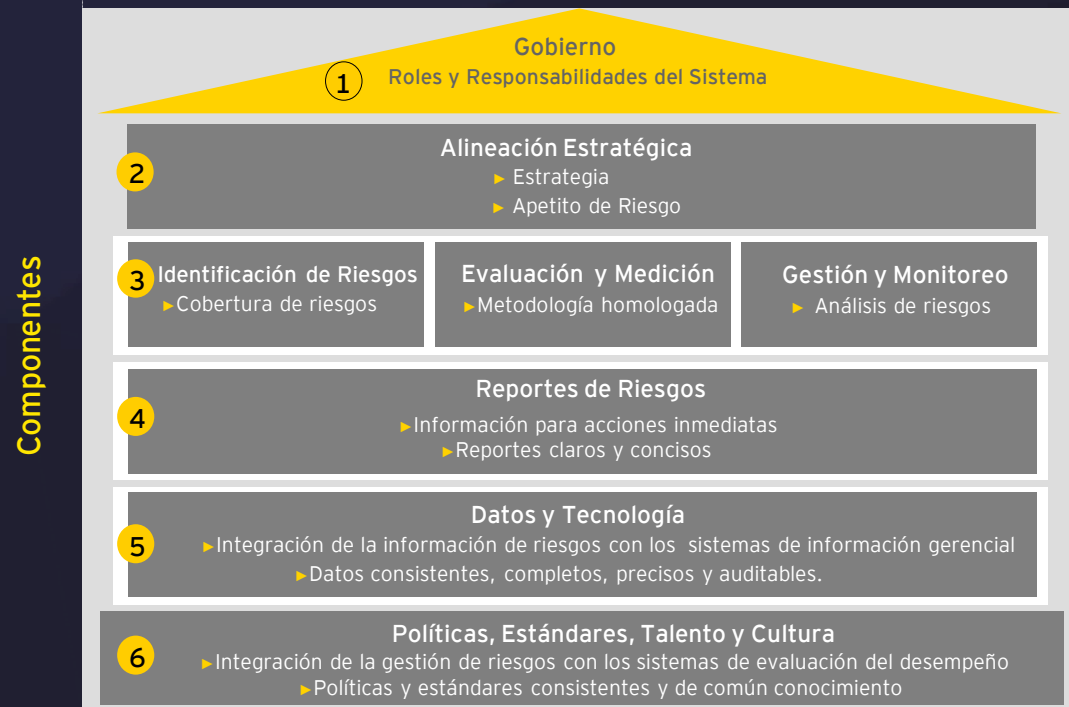 Componentes
Gobierno
1 Roles y Responsabilidades del Sistema
2
Alineación Estratégica
► Estrategia
► Apetito de Riesgo
3
Identificación de Riesgos
►Cobertura de riesgos
Evaluación y Medición
►Metodología homologada
Gestión y Monitoreo
► Análisis de riesgos
4
Reportes de Riesgos
►Información para acciones inmediatas
►Reportes claros y concisos
5
Datos y Tecnología
►Integración de la información de riesgos con los sistemas de información gerencial
►Datos consistentes, completos, precisos y auditables.
6
Políticas, Estándares, Talento y Cultura
►Integración de la gestión de riesgos con los sistemas de evaluación del desempeño
►Políticas y estándares consistentes y de común conocimiento